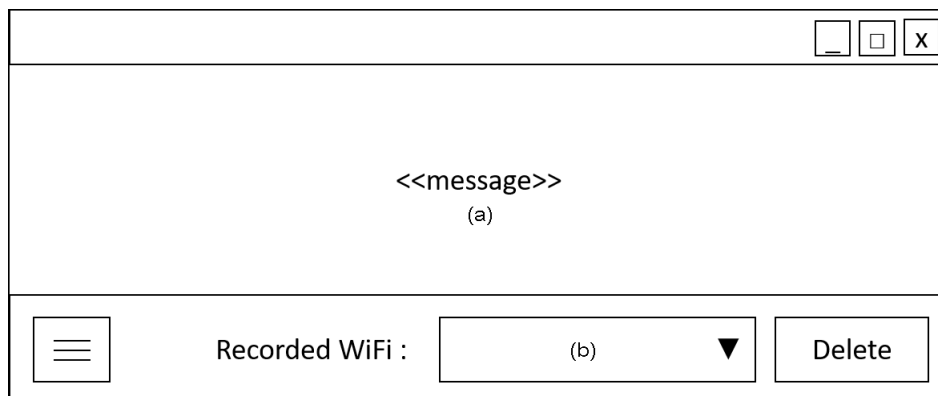 _ □ X
<<message>>
(a)
Recorded WiFi : (b) ▼ Delete